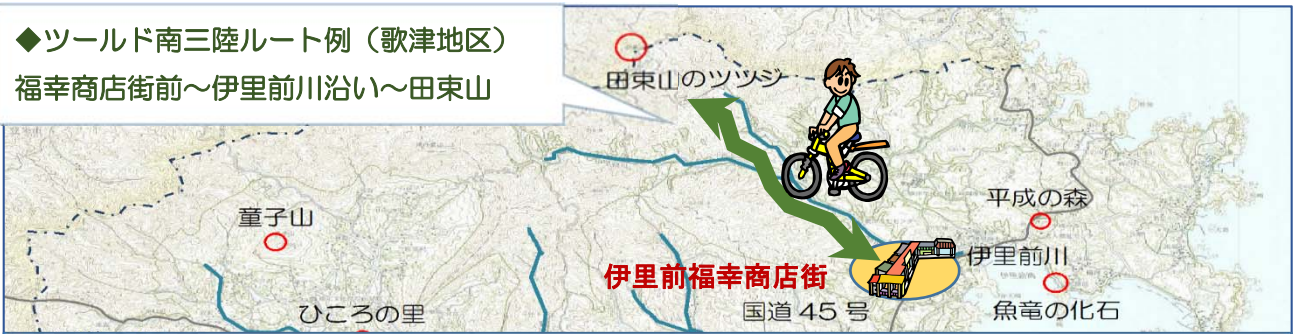 ◆ツールド南三陸ルート例（歌津地区）
福幸商店街前～伊里前川沿い～田束山
田束山のツツジ
童子山
平成の森
伊里前川
伊里前福幸商店街
ひころの里
国道45号
魚竜の化石